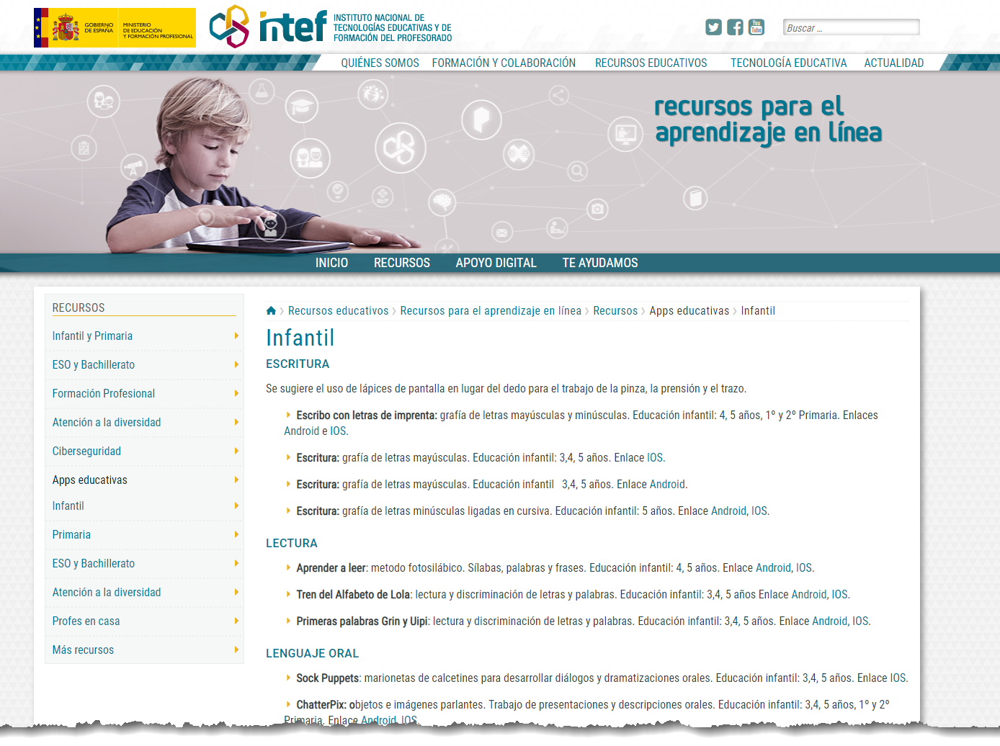 GOBIERNO
DE ESPAÑA
MINISTERIO
DE EDUCACIÓN
Y FORMACIÓN PROFESIONAL
intef
INSTITUTO NACIONAL DE
TECNOLOGÍAS EDUCATIVAS Y DE
FORMACIÓN DEL PROFESORADO
You
Tube
Buscar ...
QUIÉNES SOMOS FORMACIÓN Y COLABORACIÓN RECURSOS EDUCATIVOS TECNOLOGÍA EDUCATIVA ACTUALIDAD
recursos para el
aprendizaje en línea
INICIO RECURSOS APOYO DIGITAL TE AYUDAMOS
RECURSOS
Infantil y Primaria
ESO y Bachillerato
Formación Profesional
Atención a la diversidad
Ciberseguridad
Apps educativas
Infantil
Primaria
ESO y Bachillerato
Atención a la diversidad
Profes en casa
Más recursos
Recursos educativos > Recursos para el aprendizaje en línea > Recursos > Apps educativas > Infantil
Infantil
ESCRITURA
Se sugiere el uso de lápices de pantalla en lugar del dedo para el trabajo de la pinza, la prensión y el trazo.
Escribo con letras de imprenta: grafía de letras mayúsculas y minúsculas. Educación infantil: 4, 5 años, 1º y 2º Primaria. Enlaces
Android e IOS.
Escritura: grafía de letras mayúsculas. Educación infantil: 3,4, 5 años. Enlace IOS.
Escritura: grafía de letras mayúsculas. Educación infantil 3,4, 5 años. Enlace Android.
Escritura: grafía de letras minúsculas ligadas en cursiva. Educación infantil: 5 años. Enlace Android, IOS.
LECTURA
Aprender a leer: metodo fotosilábico. Sílabas, palabras y frases. Educación infantil: 4, 5 años. Enlace Android, IOS.
Tren del Alfabeto de Lola: lectura y discriminación de letras y palabras. Educación infantil: 3,4, 5 años Enlace Android, IOS.
Primeras palabras Grin y Uipi: lectura y discriminación de letras y palabras. Educación infantil: 3,4, 5 años. Enlace Android, IOS.
LENGUAJE ORAL
Sock Puppets: marionetas de calcetines para desarrollar diálogos y dramatizaciones orales. Educación infantil: 3,4, 5 años. Enlace IOS.
ChatterPix: objetos e imágenes parlantes. Trabajo de presentaciones y descripciones orales. Educación infantil: 3,4, 5 años, 1º y 2º
Primaria. Enlace Android, IOS.